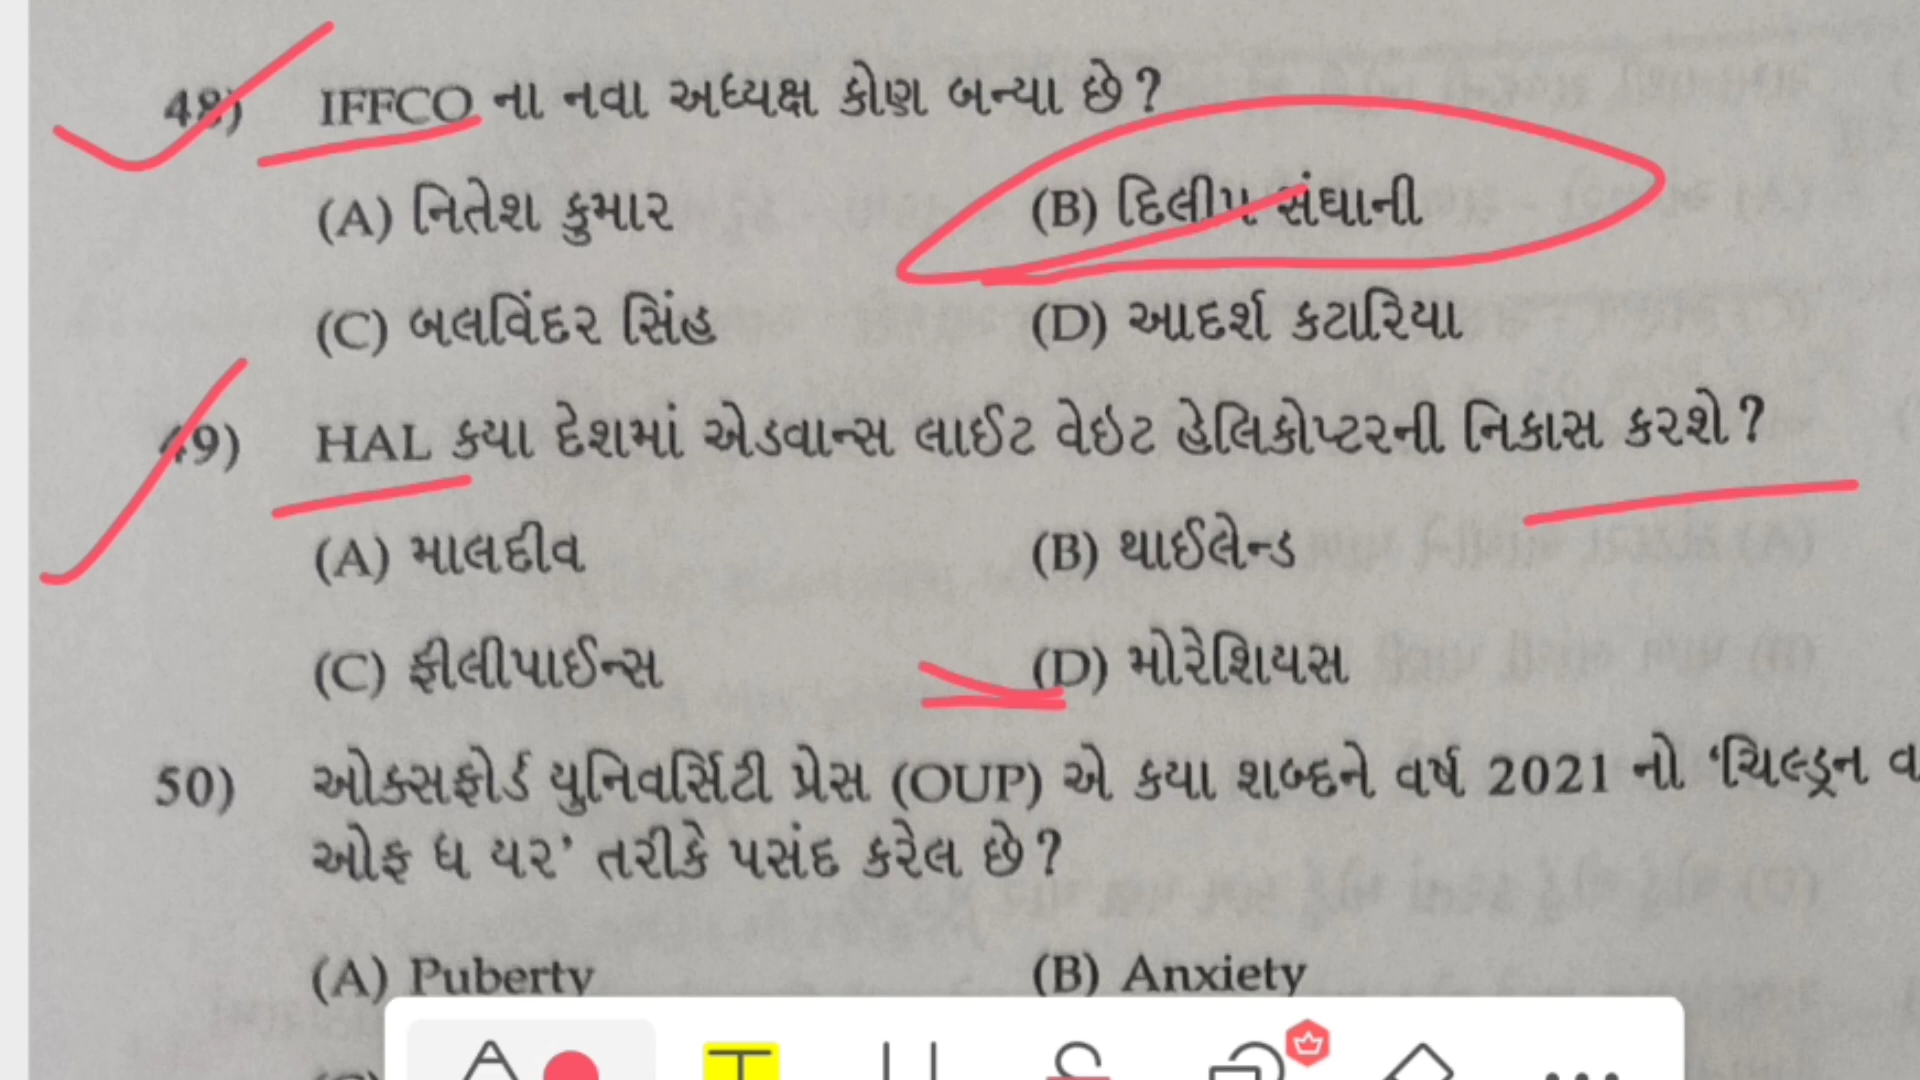 48) IFFCO ના નવા અધ્યક્ષ કોણ બન્યા છે?
(A) નિતેશ કુમાર (B) દિલીપ સંઘાની
(C) બલવિંદર સિંહ (D) આદર્શ કટારિયા
49) HAL કયા દેશમાં એડવાન્સ લાઈટ વેઇટ હેલિકોપ્ટરની નિકાસ કરશે?
(A) માલદીવ (B) થાઈલેન્ડ
(C) ફીલીપાઈન્સ (D) મોરેશિયસ
50) ઓક્સફોર્ડ યુનિવર્સિટી પ્રેસ (OUP) એ કયા શબ્દને વર્ષ 2021 નો ‘ચિલ્ડ્રન વ
ઓફ ધ યર’ તરીકે પસંદ કરેલ છે?
(A) Puberty (B) Anxiety